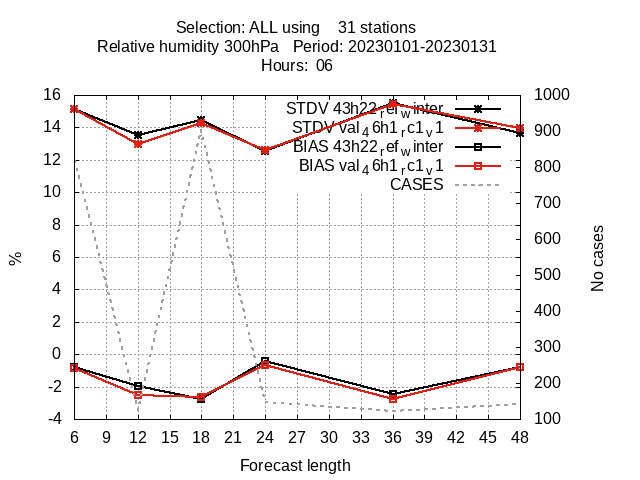 Selection: ALL using    31 stations
Relative humidity 300hPa   Period: 20230101-20230131
Hours:  06
STDV 43h22_ref_winter
STDV val_46h1_rc1_v1
BIAS 43h22_ref_winter
BIAS val_46h1_rc1_v1
CASES
16
14
12
10
8
6
4
2
0
-2
-4
%
1000
900
800
700
600
500
400
300
200
100
No cases
6 9 12 15 18 21 24 27 30 33 36 39 42 45 48
Forecast length